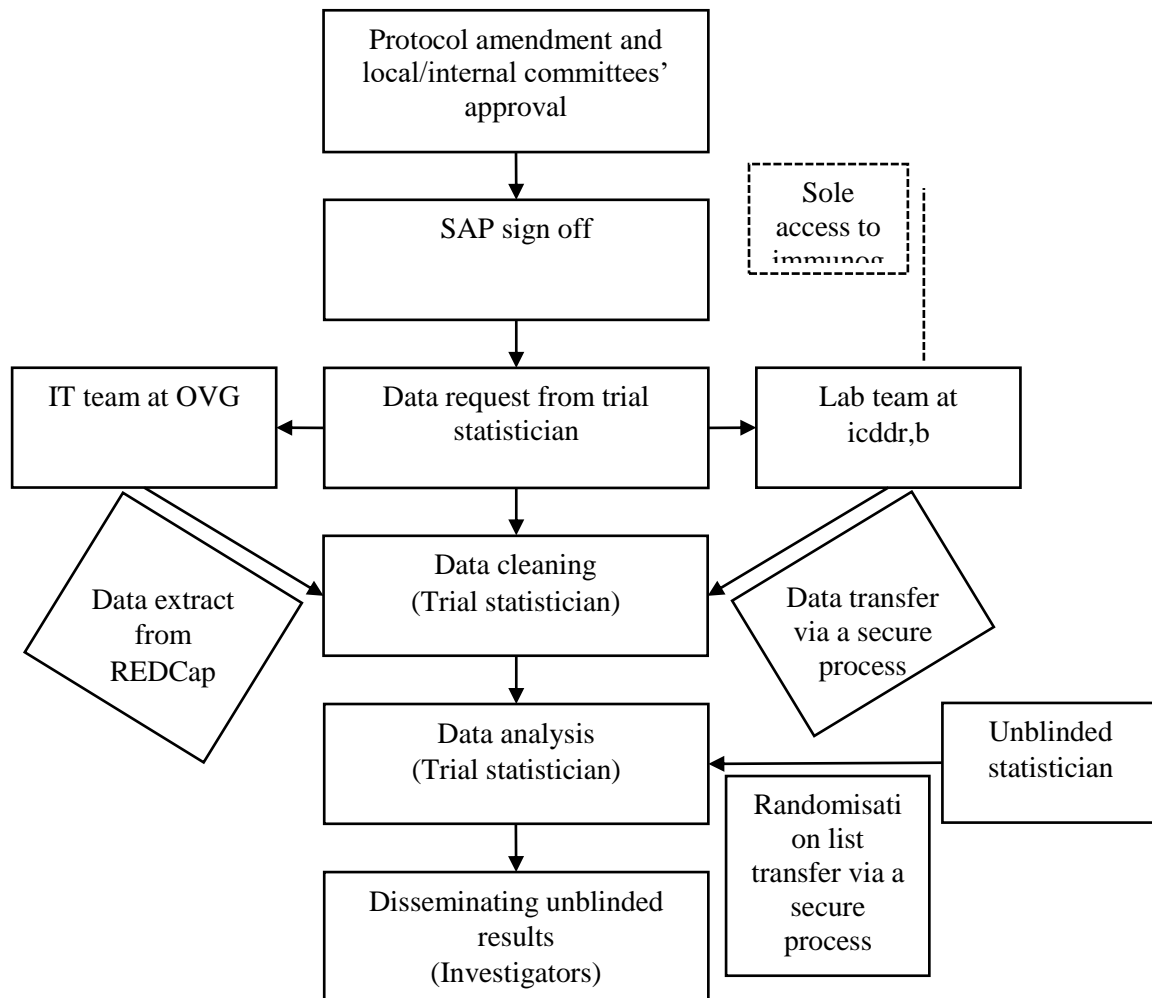 Protocol amendment and
local/internal committees’
approval
SAP sign off
Sole
access to
immunog
IT team at OVG
Data request from trial
statistician
Lab team at
icddr,b
Data extract
from
REDCap
Data cleaning
(Trial statistician)
Data transfer
via a secure
process
Data analysis
(Trial statistician)
Unblinded
statistician
Randomisati
on list
transfer via a
secure
process
Disseminating unblinded
results
(Investigators)